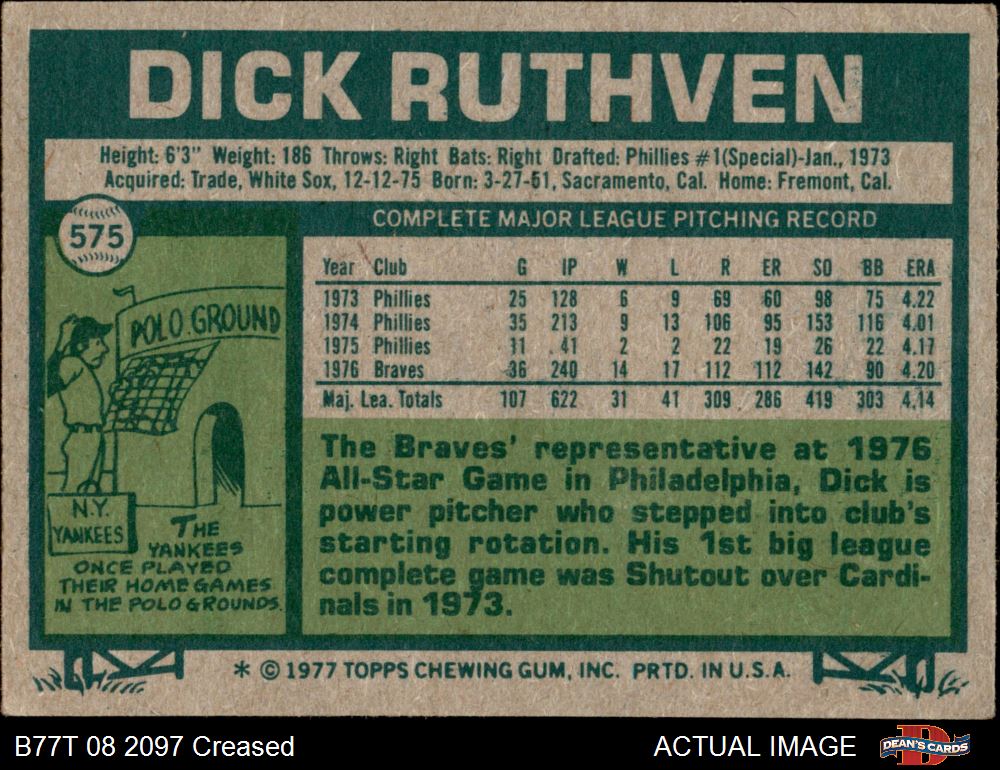 DICK RUTHVEN
Height: 6'3" Weight: 186 Throws: Right Bats: Right Drafted: Phillies #1(Special)-Jan., 1973
Acquired: Trade, White Sox, 12-12-75 Born: 3-27-51, Sacramento, Cal. Home: Fremont, Cal.
575
COMPLETE MAJOR LEAGUE PITCHING RECORD
Year Club G IP W L R ER SO BB ERA
1973 Phillies 25 128 6 9 69 60 98 75 4.22
1974 Phillies 35 213 9 13 106 95 153 116 4.01
1975 Phillies 11 41 2 2 22 19 26 22 4.17
1976 Braves 36 240 14 17 112 112 142 90 4.20
Maj. Lea. Totals 107 622 31 41 309 286 419 303 4.14
POLO GROUND
N.Y.
YANKEES
THE
YANKEES
ONCE PLAYED
THEIR HOME GAMES
IN THE POLO GROUNDS.
The Braves' representative at 1976
All-Star Game in Philadelphia, Dick is
power pitcher who stepped into club's
starting rotation. His 1st big league
complete game was Shutout over Cardi-
nals in 1973.
* © 1977 TOPPS CHEWING GUM, INC. PRTD. IN U.S.A.
B77T 08 2097 Creased
ACTUAL IMAGE
DEAN'S CARDS